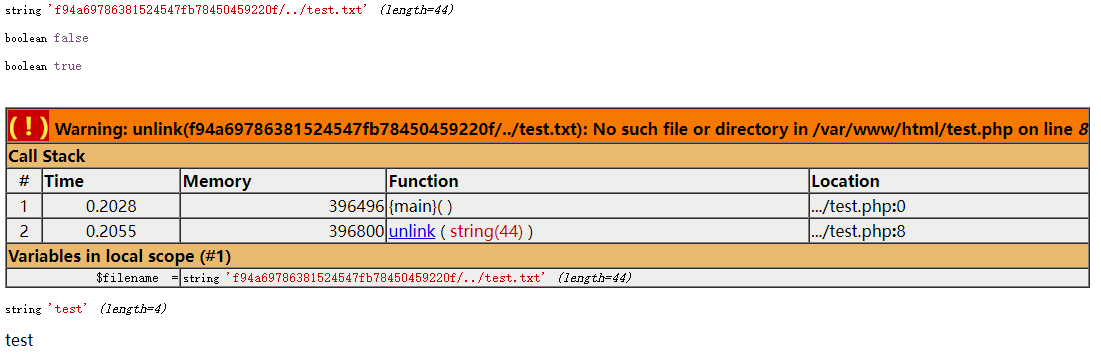 string 'f94a69786381524547fb78450459220f/../test.txt' (length=44)
boolean false
boolean true
( ! ) Warning: unlink(f94a69786381524547fb78450459220f/../test.txt): No such file or directory in /var/www/html/test.php on line 8
Call Stack
# Time Memory Function Location
1 0.2028 396496 {main}( ) .../test.php:0
2 0.2055 396800 unlink ( string(44) ) .../test.php:8
Variables in local scope (#1)
$filename = string 'f94a69786381524547fb78450459220f/../test.txt' (length=44)
string 'test' (length=4)
test